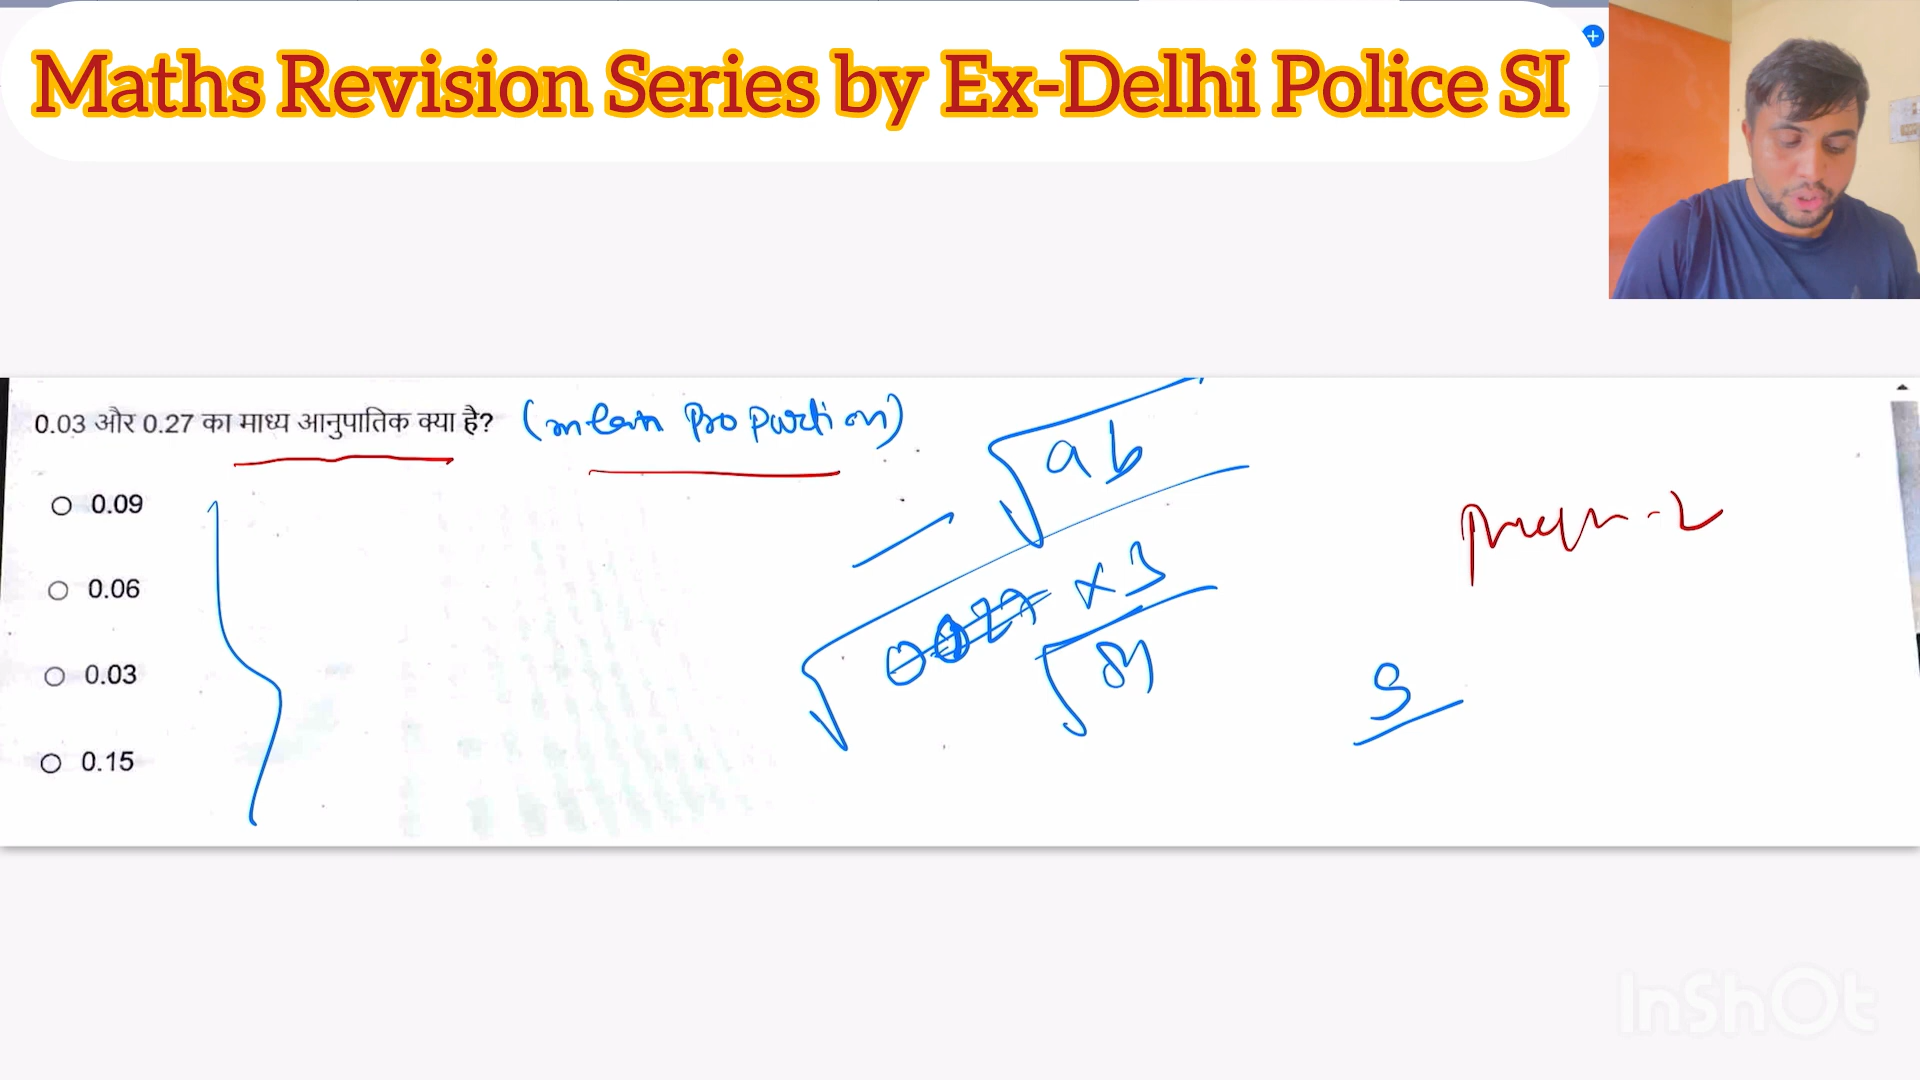 Maths Revision Series by Ex-Delhi Police SI
0.03 और 0.27 का माध्य आनुपातिक क्या है? (mean Proportion)
√ab
0.09
0.06
× 3
√81
0.03
0.15
InShOt